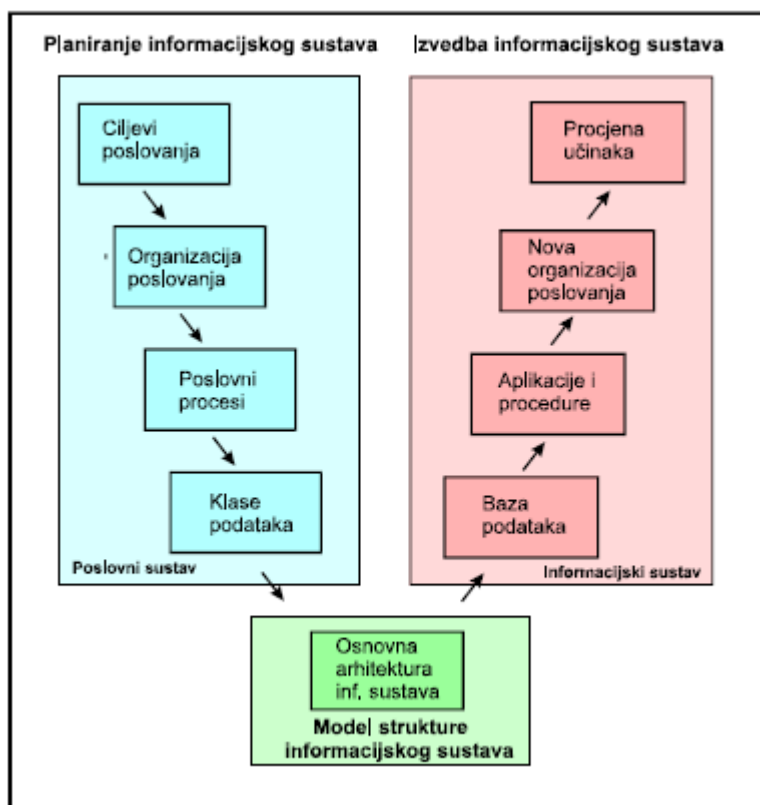 Planiranje informacijskog sustava
Ciljevi
poslovanja
Organizacija
poslovanja
Poslovni
procesi
Klase
podataka
Poslovni sustav
Izvedba informacijskog sustava
Procjena
učinaka
Nova
organizacija
poslovanja
Aplikacije i
procedure
Baza
podataka
Informacijski sustav
Osnovna
arhitektura
inf. sustava
Model strukture
informacijskog sustava